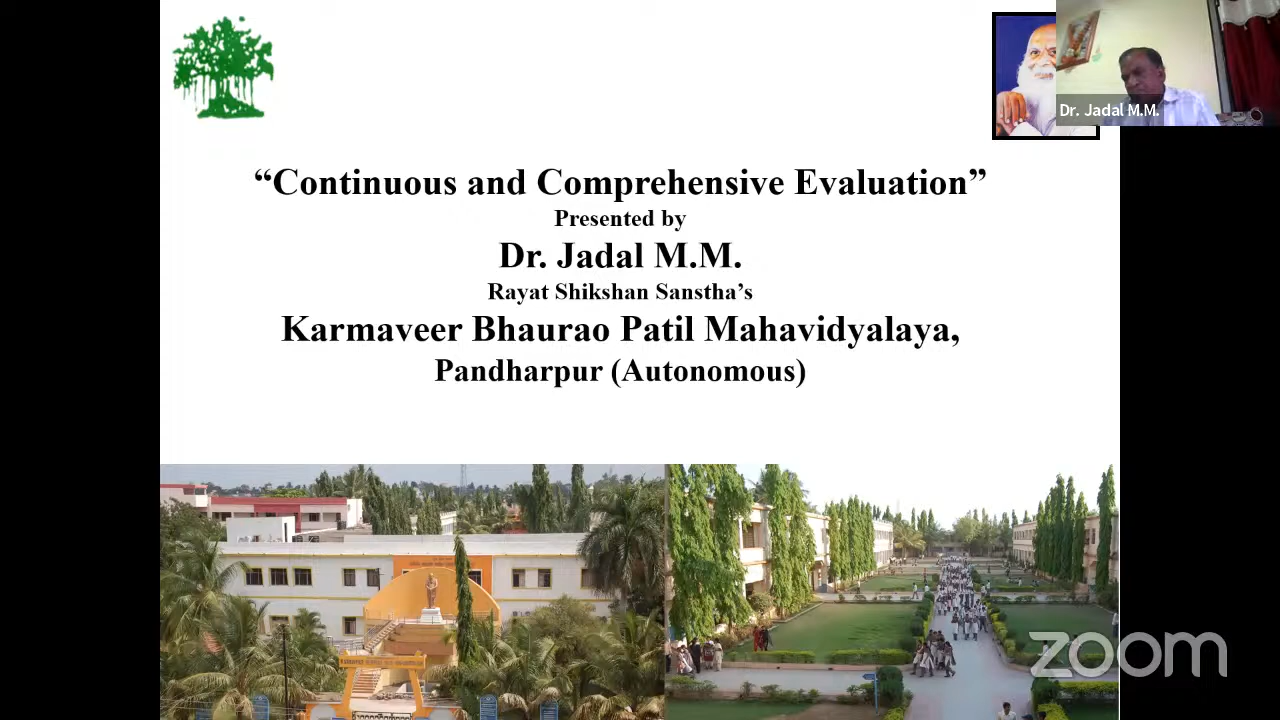 Dr. Jadal M.M.
“Continuous and Comprehensive Evaluation”
Presented by
Dr. Jadal M.M.
Rayat Shikshan Sanstha’s
Karmaveer Bhaurao Patil Mahavidyalaya,
Pandharpur (Autonomous)
zoom